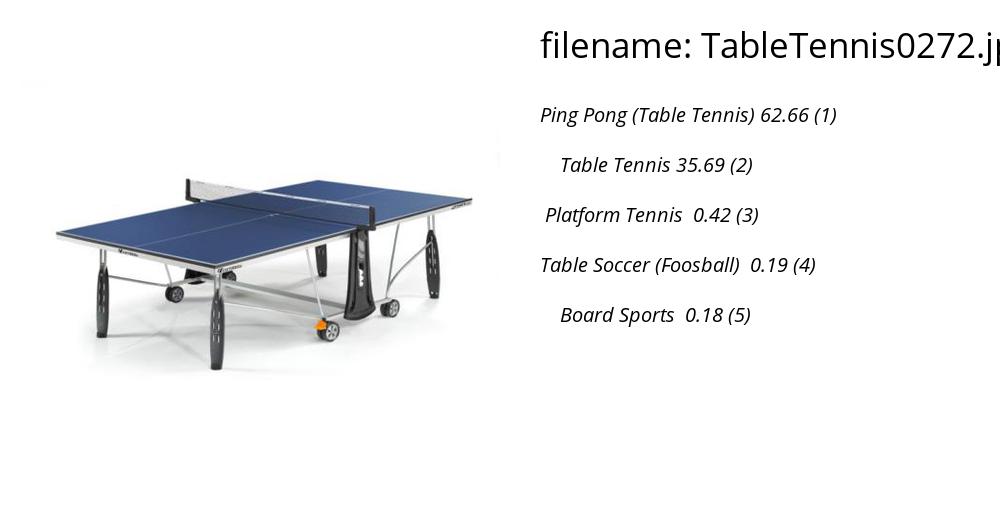 filename: TableTennis0272.jp
Ping Pong (Table Tennis) 62.66 (1)
Table Tennis 35.69 (2)
Platform Tennis 0.42 (3)
Table Soccer (Foosball) 0.19 (4)
Board Sports 0.18 (5)